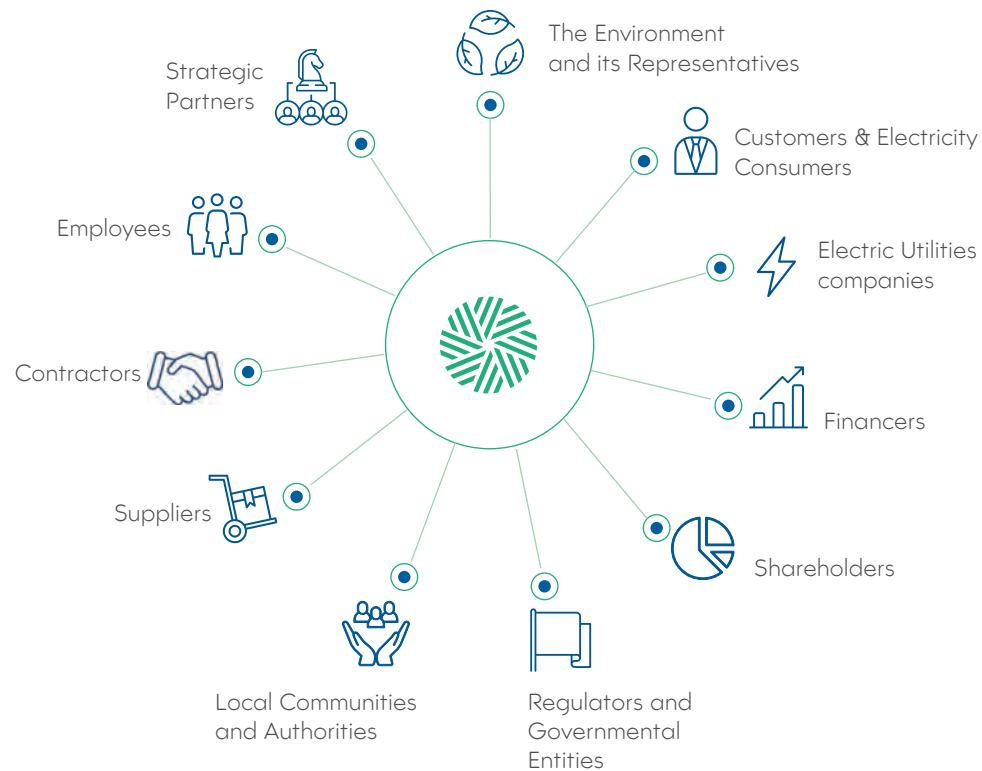 The Environment
and its Representatives
Strategic
Partners
Customers & Electricity
Consumers
Employees
Electric Utilities
companies
Contractors
Financers
Suppliers
Shareholders
Local Communities
and Authorities
Regulators and
Governmental
Entities